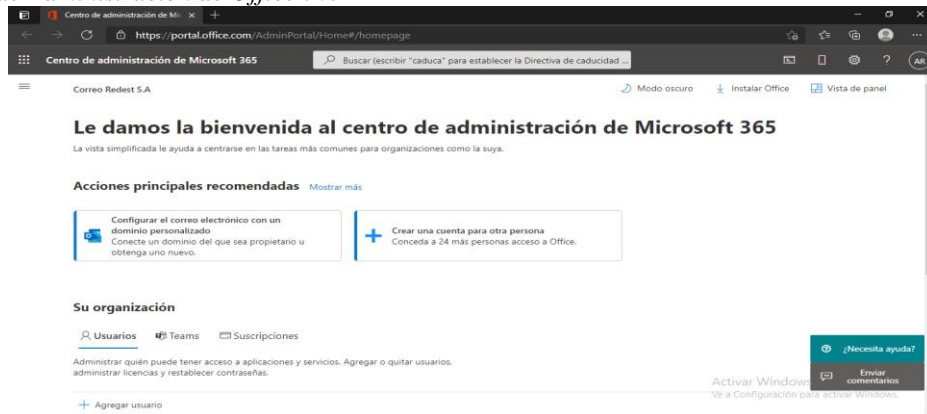 Centro de administración de Mic
https://portal.office.com/AdminPortal/Home#/homepage
Centro de administración de Microsoft 365
Buscar (escribir "caduca" para establecer la Directiva de caducidad ...
AR
Correo Redest S.A
Modo oscuro
Instalar Office
Vista de panel
Le damos la bienvenida al centro de administración de Microsoft 365
La vista simplificada le ayuda a centrarse en las tareas más comunes para organizaciones como la suya.
Acciones principales recomendadas Mostrar más
Configurar el correo electrónico con un
dominio personalizado
Conecte un dominio del que sea propietario u
obtenga uno nuevo.
Crear una cuenta para otra persona
Conceda a 24 más personas acceso a Office.
Su organización
Usuarios
Teams
Suscripciones
Administrar quién puede tener acceso a aplicaciones y servicios. Agregar o quitar usuarios.
administrar licencias y restablecer contraseñas.
Agregar usuario
¿Necesita ayuda?
Enviar
comentarios
Activar Windows
Ve a Configuración para activar Windows.